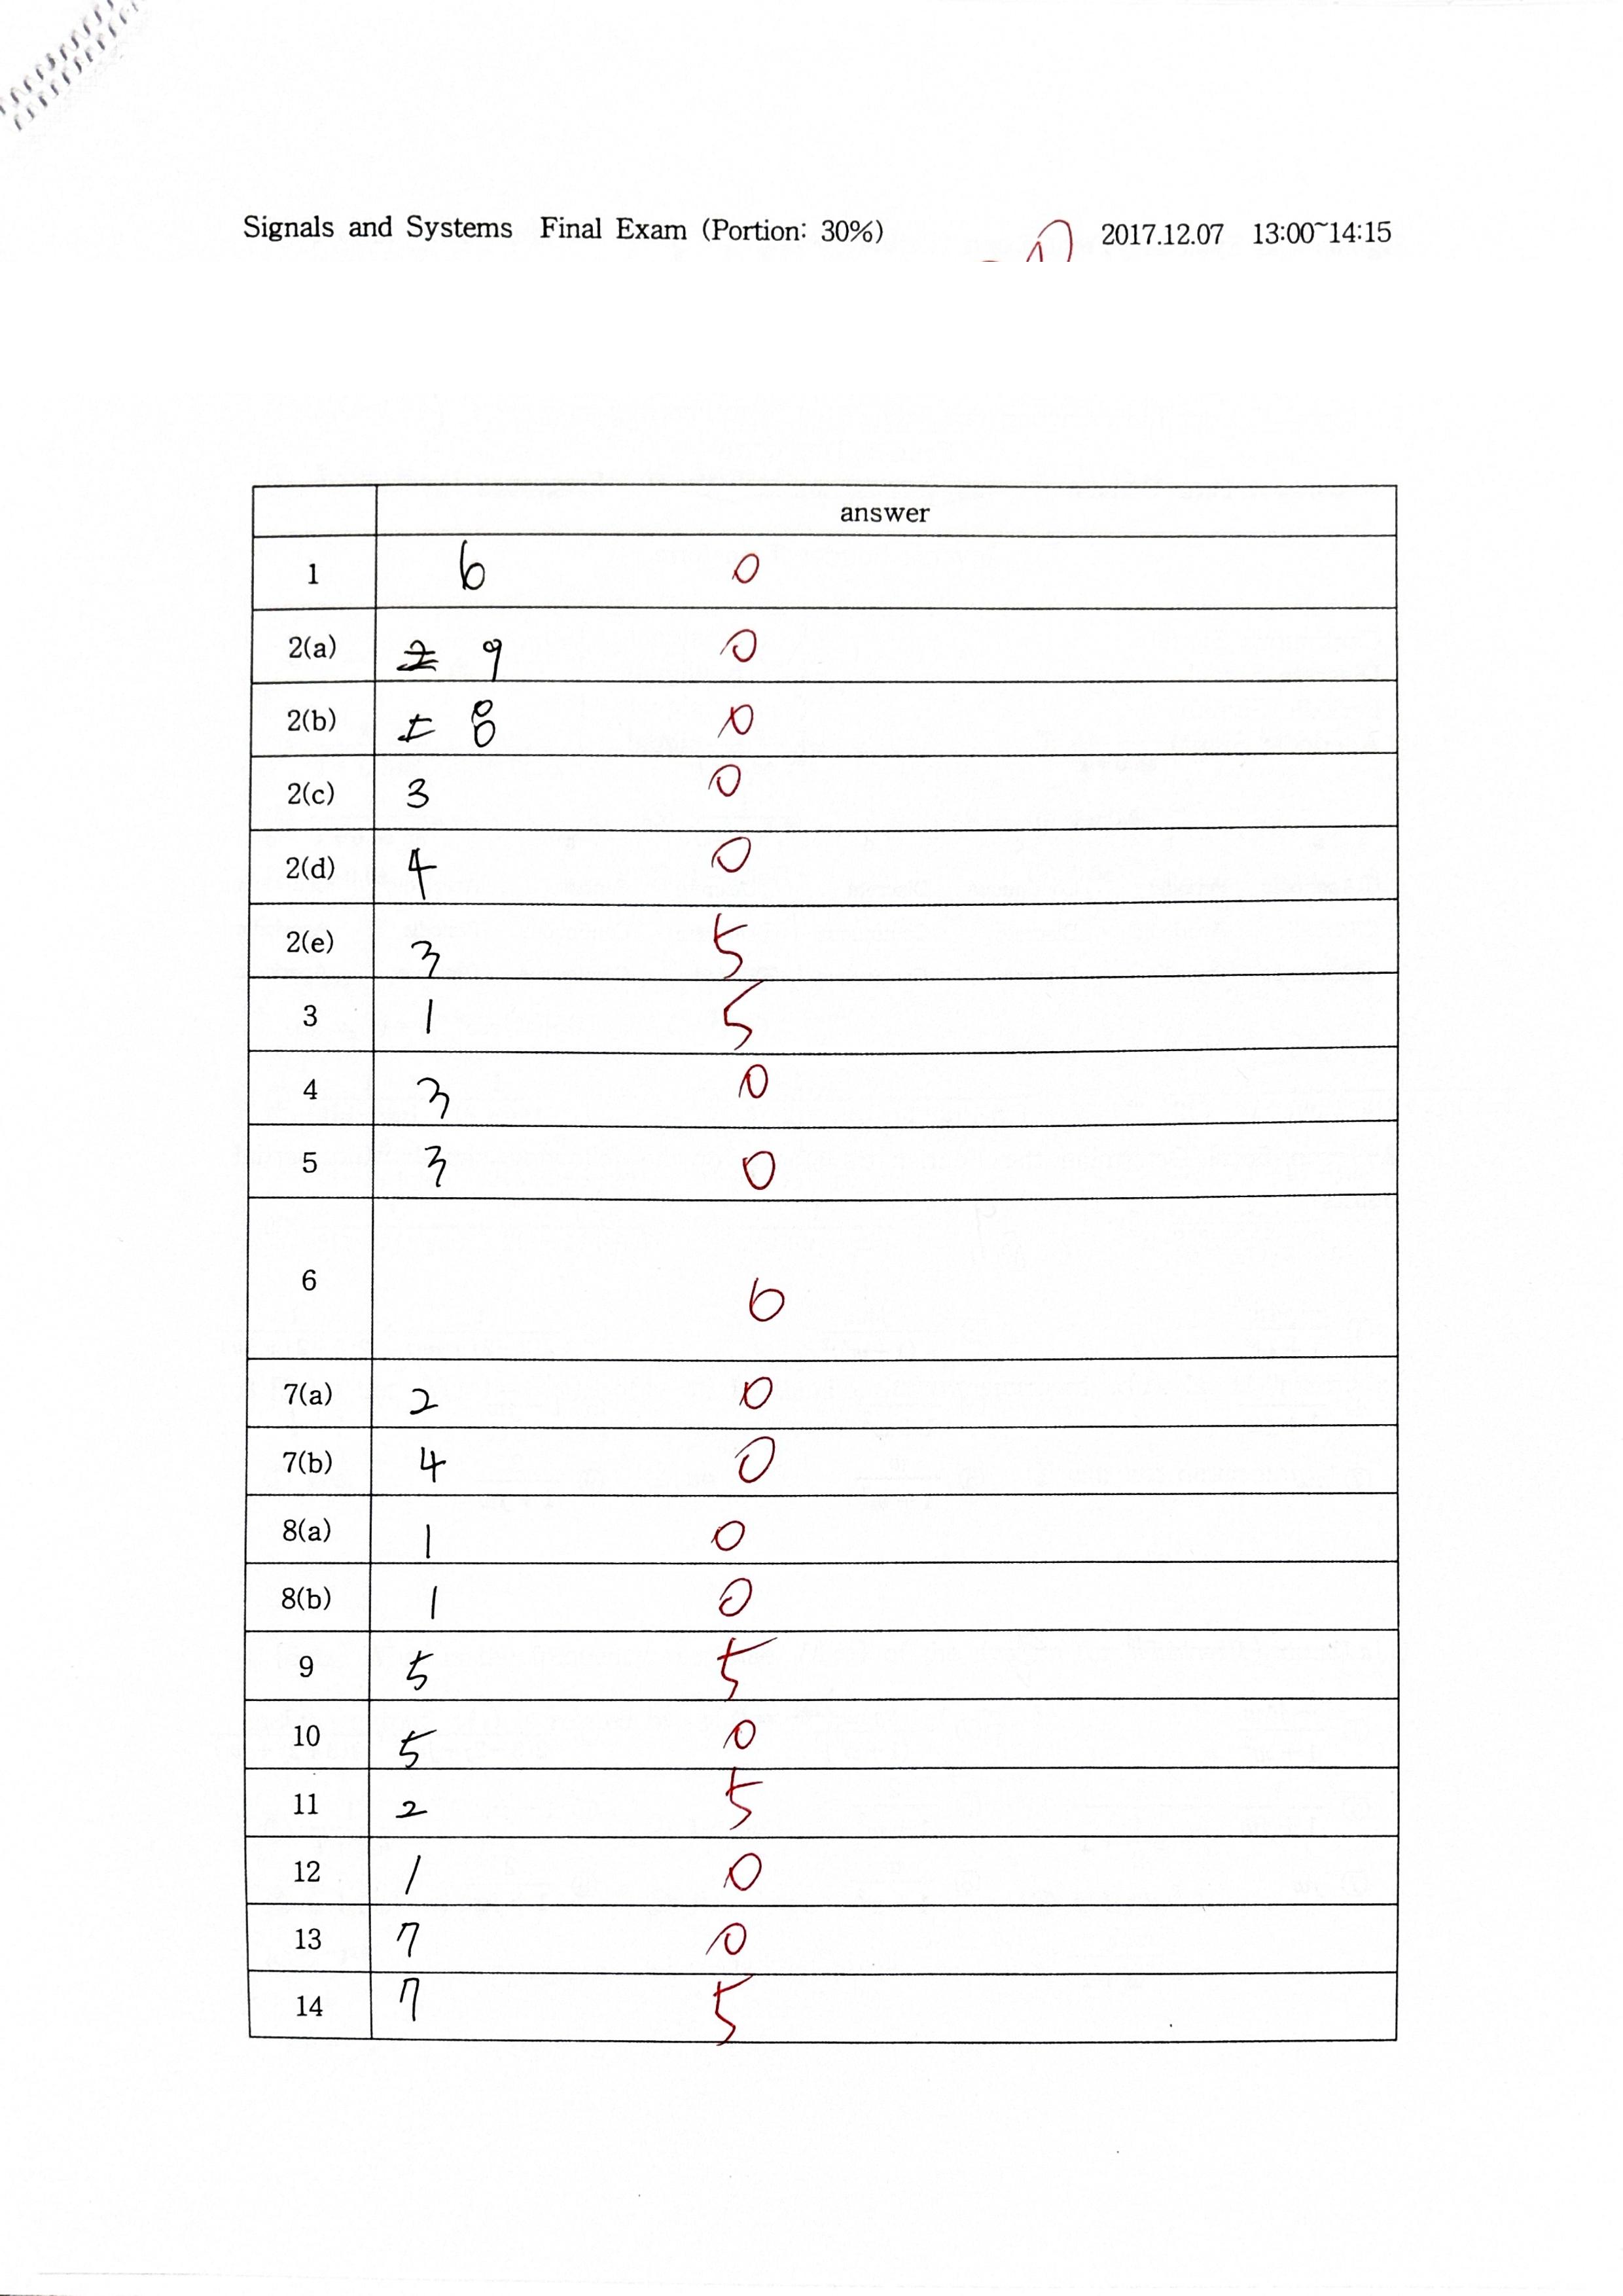 Signals and Systems Final Exam (Portion: 30%) 2017.12.07 13:00~14:15
answer
1 6 0
2(a) 9 0
2(b) 8 0
2(c) 3 0
2(d) 4 0
2(e) 3 5
3 1 5
4 3 0
5 3 0
6 6
7(a) 2 0
7(b) 4 0
8(a) 1 0
8(b) 1 0
9 5 5
10 5 0
11 2 5
12 1 0
13 7 0
14 7 5